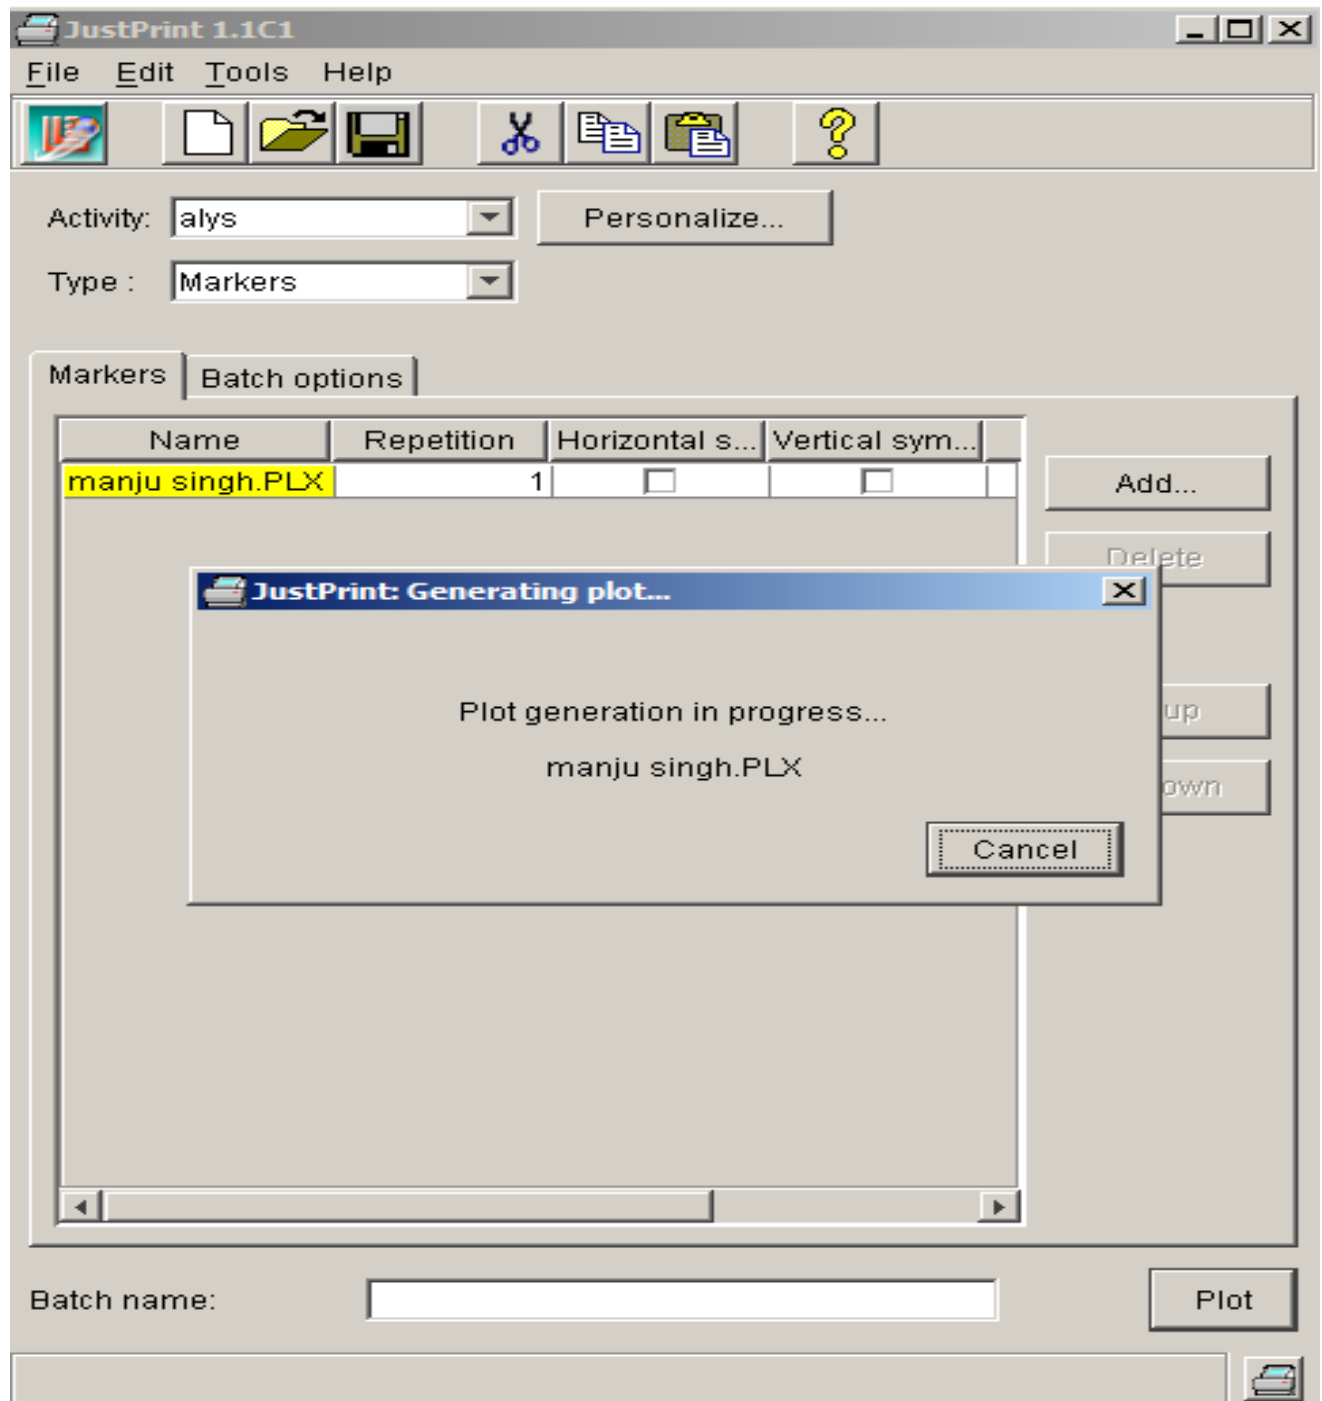 JustPrint 1.1C1
File Edit Tools Help
Activity: alys Personalize...
Type : Markers
Markers Batch options
Name Repetition Horizontal s... Vertical sym...
manju singh.PLX 1
Add...
Delete
JustPrint: Generating plot...
Plot generation in progress...
up
manju singh.PLX
own
Cancel
Batch name: Plot